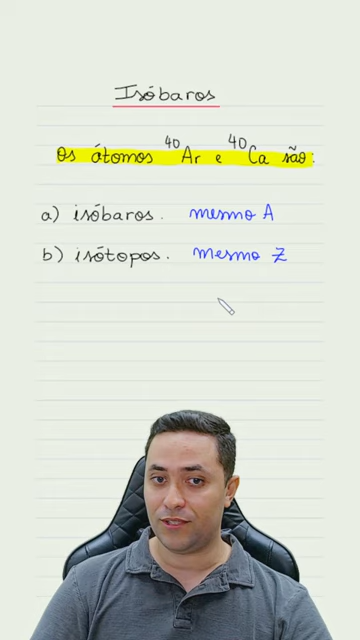 Isóbaros
Os átomos ⁴⁰Ar e ⁴⁰Ca são:
a) isóbaros. mesmo A
b) isótopos. mesmo Z